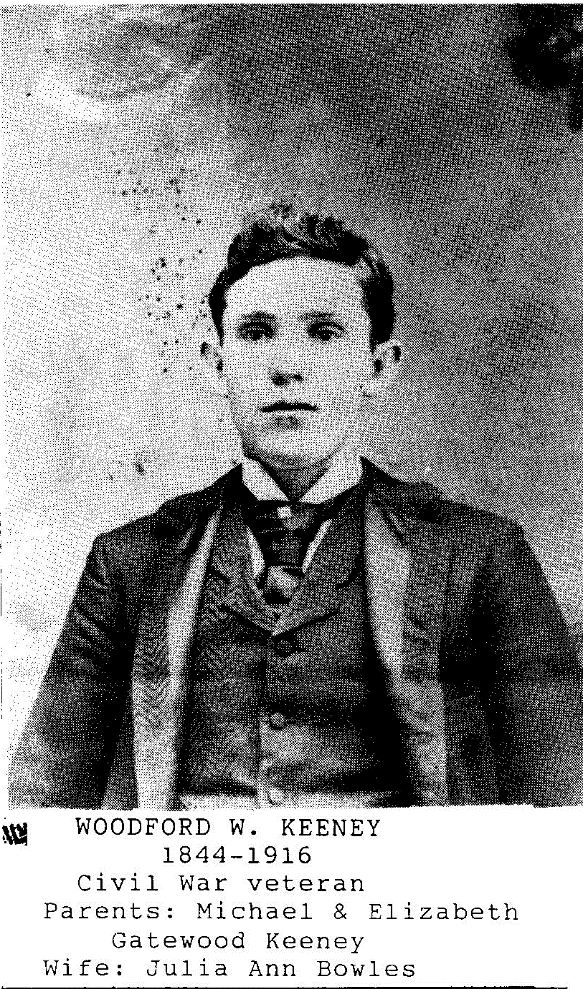 WOODFORD W. KEENEY
1844-1916
Civil War veteran
Parents: Michael & Elizabeth
Gatewood Keeney
Wife: Julia Ann Bowles